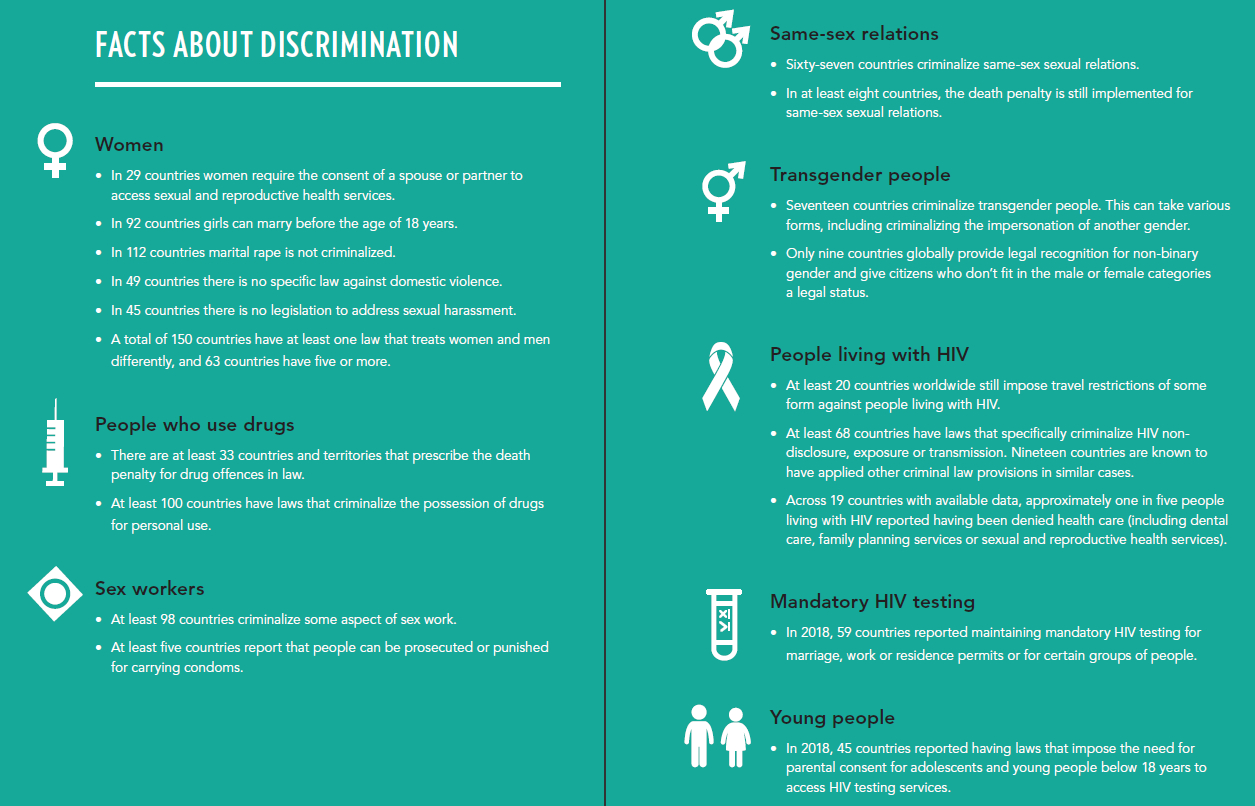 FACTS ABOUT DISCRIMINATION
Women
• In 29 countries women require the consent of a spouse or partner to
access sexual and reproductive health services.
• In 92 countries girls can marry before the age of 18 years.
• In 112 countries marital rape is not criminalized.
• In 49 countries there is no specific law against domestic violence.
• In 45 countries there is no legislation to address sexual harassment.
• A total of 150 countries have at least one law that treats women and men
differently, and 63 countries have five or more.
People who use drugs
• There are at least 33 countries and territories that prescribe the death
penalty for drug offences in law.
• At least 100 countries have laws that criminalize the possession of drugs
for personal use.
Sex workers
• At least 98 countries criminalize some aspect of sex work.
• At least five countries report that people can be prosecuted or punished
for carrying condoms.
Same-sex relations
• Sixty-seven countries criminalize same-sex sexual relations.
• In at least eight countries, the death penalty is still implemented for
same-sex sexual relations.
Transgender people
• Seventeen countries criminalize transgender people. This can take various
forms, including criminalizing the impersonation of another gender.
• Only nine countries globally provide legal recognition for non-binary
gender and give citizens who don’t fit in the male or female categories
a legal status.
People living with HIV
• At least 20 countries worldwide still impose travel restrictions of some
form against people living with HIV.
• At least 68 countries have laws that specifically criminalize HIV non-
disclosure, exposure or transmission. Nineteen countries are known to
have applied other criminal law provisions in similar cases.
• Across 19 countries with available data, approximately one in five people
living with HIV reported having been denied health care (including dental
care, family planning services or sexual and reproductive health services).
Mandatory HIV testing
• In 2018, 59 countries reported maintaining mandatory HIV testing for
marriage, work or residence permits or for certain groups of people.
Young people
• In 2018, 45 countries reported having laws that impose the need for
parental consent for adolescents and young people below 18 years to
access HIV testing services.